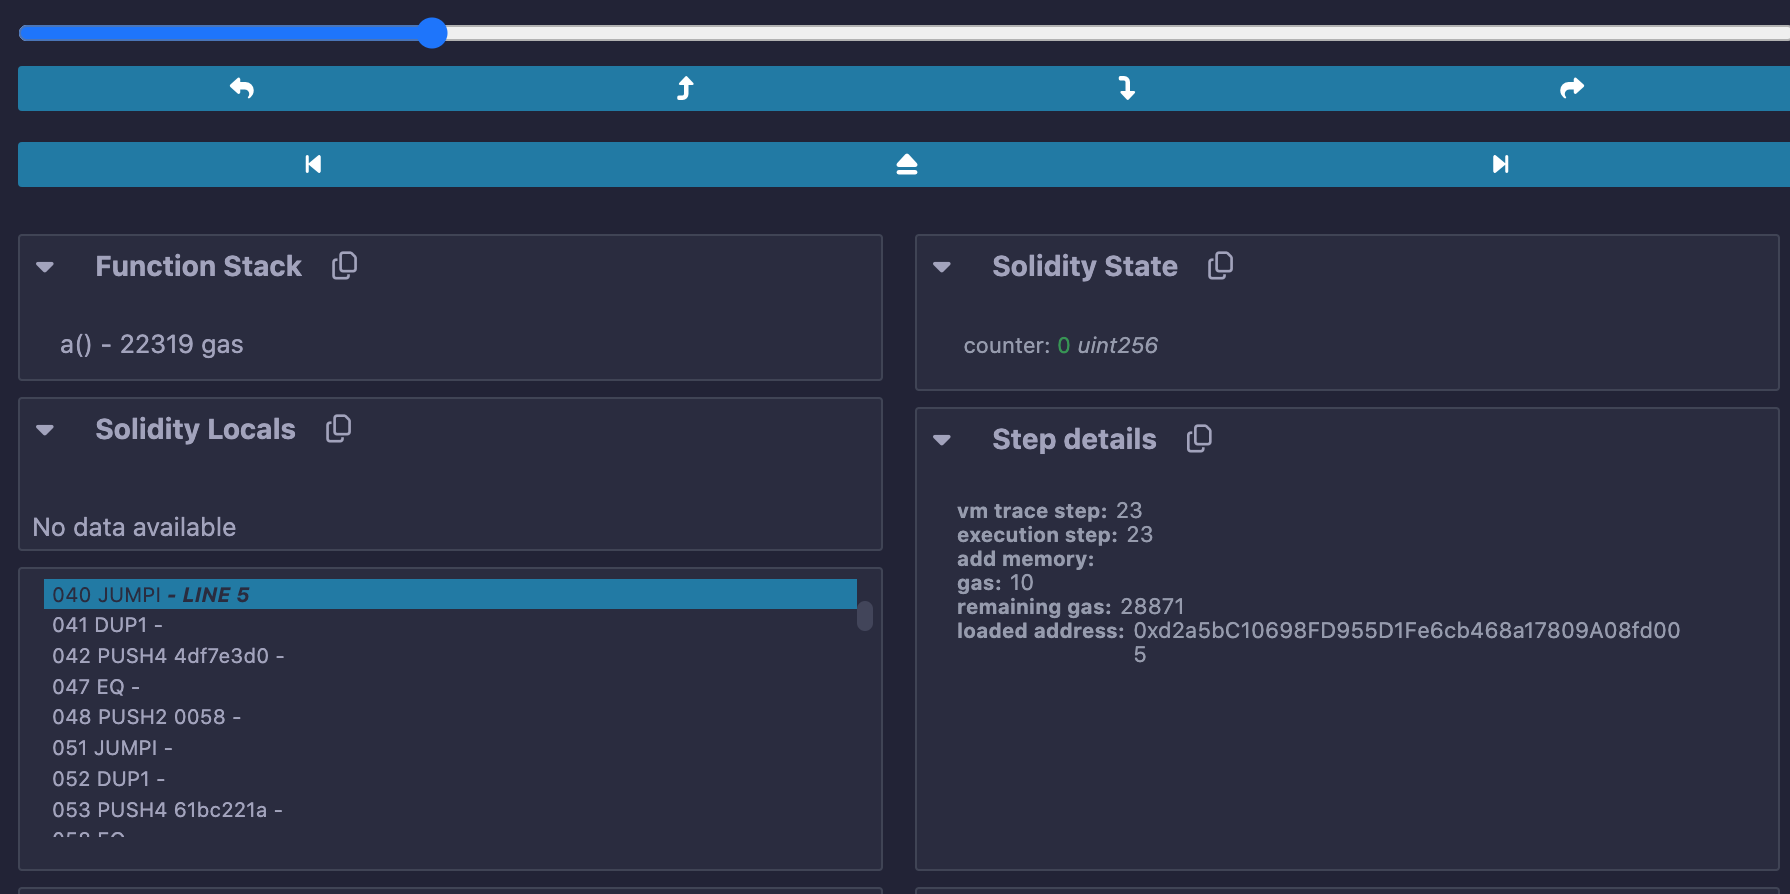 Function Stack
a() - 22319 gas
Solidity Locals
No data available
040 JUMPI - LINE 5
041 DUP1 -
042 PUSH4 4df7e3d0 -
047 EQ -
048 PUSH2 0058 -
051 JUMPI -
052 DUP1 -
053 PUSH4 61bc221a -
Solidity State
counter: 0 uint256
Step details
vm trace step: 23
execution step: 23
add memory:
gas: 10
remaining gas: 28871
loaded address: 0xd2a5bC10698FD955D1Fe6cb468a17809A08fd00
5